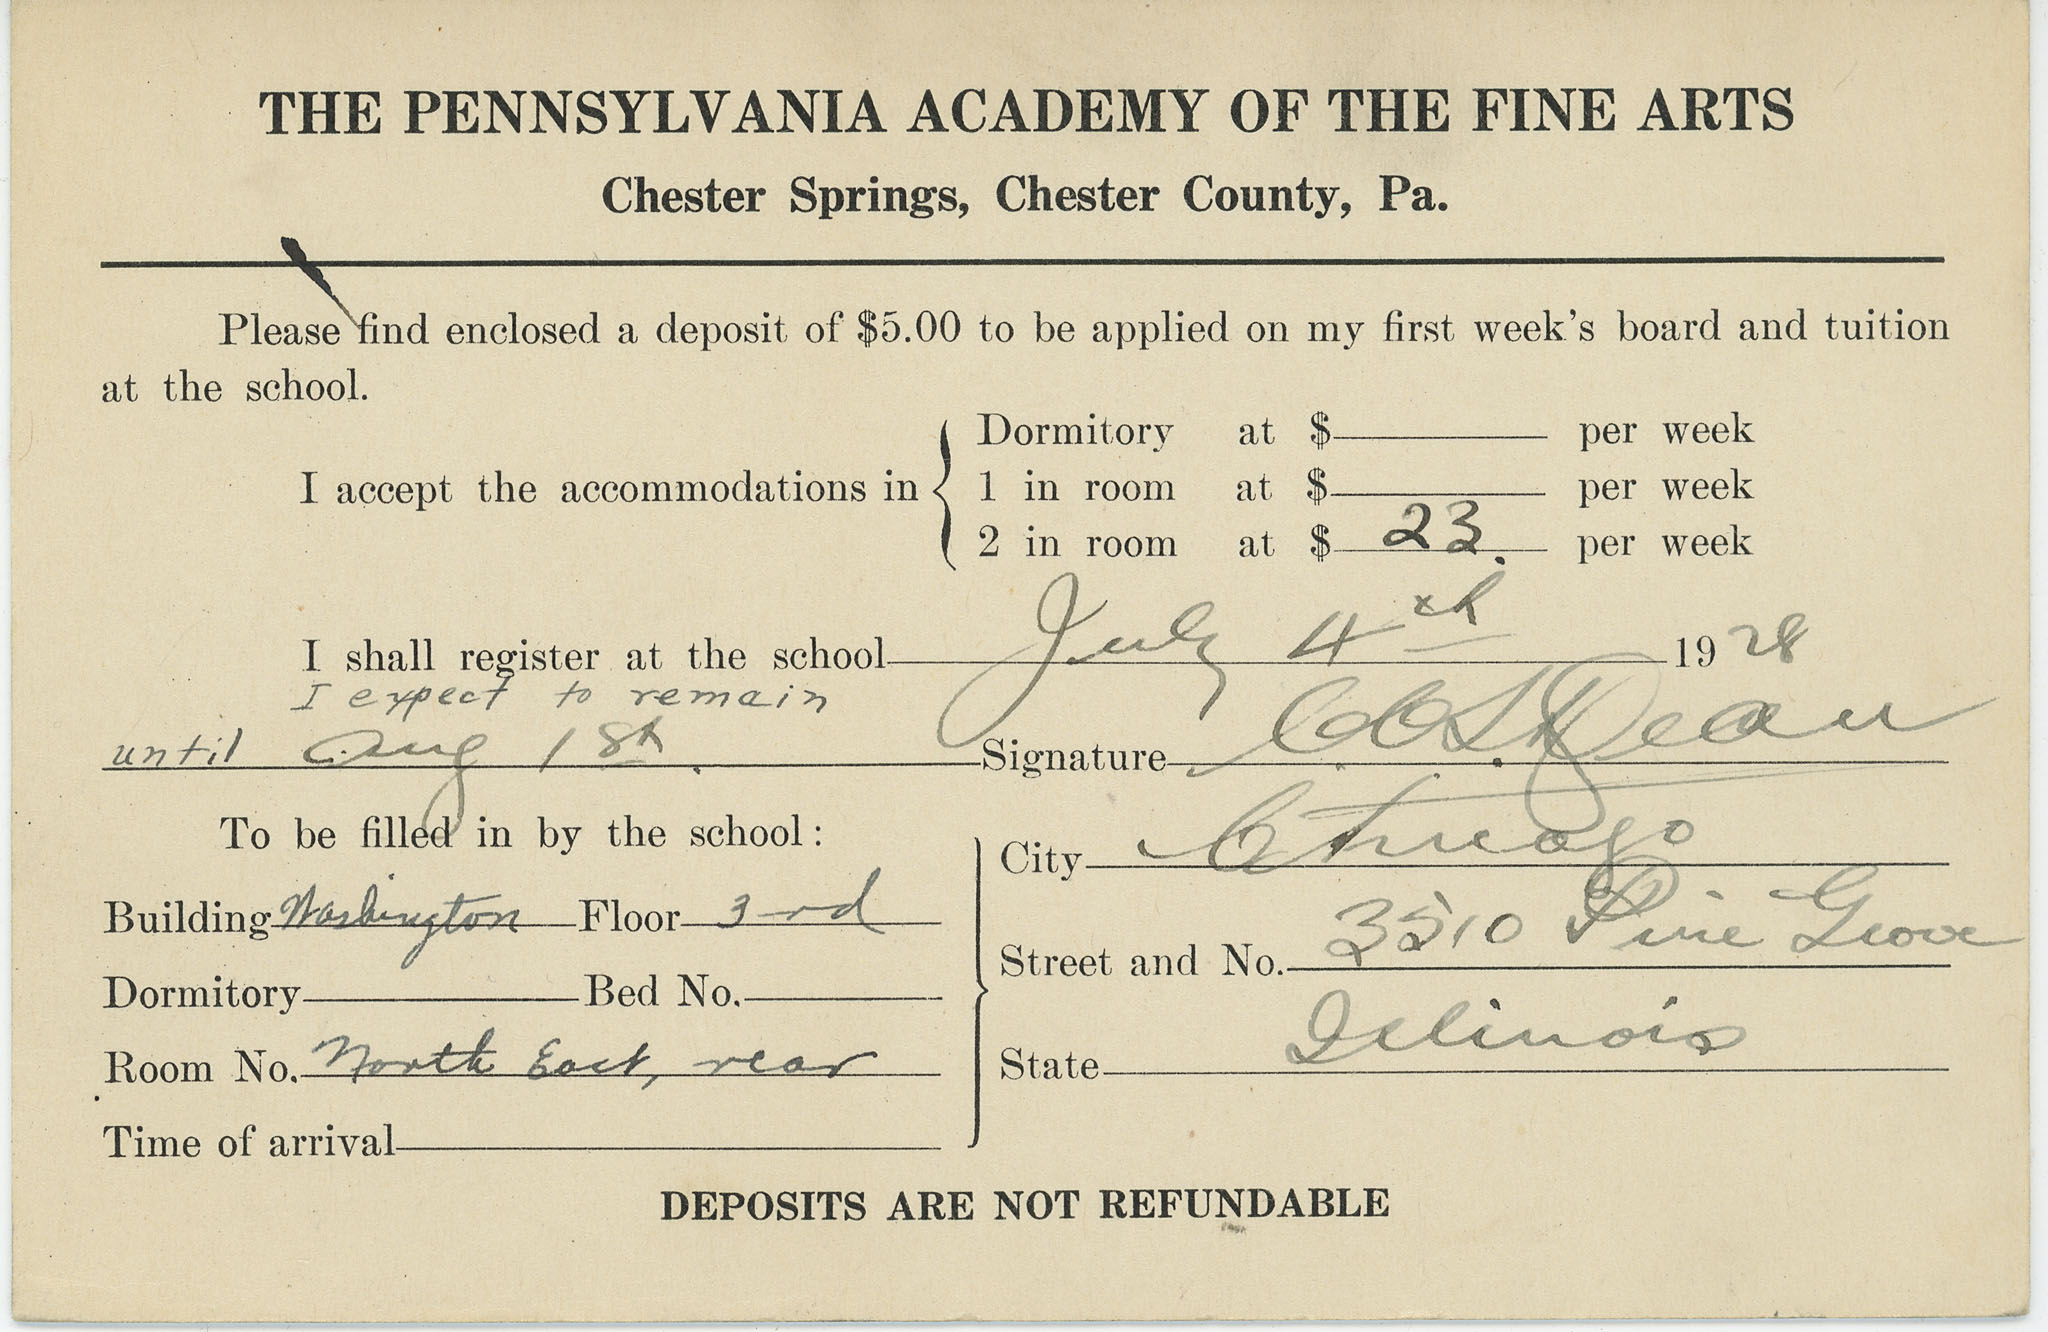 THE PENNSYLVANIA ACADEMY OF THE FINE ARTS
Chester Springs, Chester County, Pa.
Please find enclosed a deposit of $5.00 to be applied on my first week's board and tuition
at the school.
I accept the accommodations in
Dormitory at $ per week
1 in room at $ per week
2 in room at $ 23. per week
I shall register at the school July 4th 1928
I expect to remain
until Aug 1st.
Signature Dean
To be filled in by the school:
City Chicago
Building Washington Floor 3rd
Street and No. 3510 Pine Grove
Dormitory Bed No.
Room No. North East, rear
State Illinois
Time of arrival
DEPOSITS ARE NOT REFUNDABLE